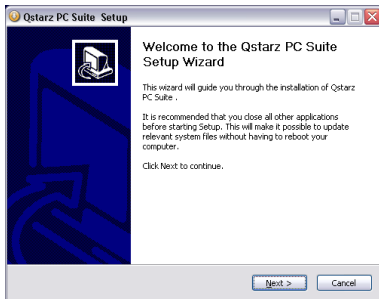 Qstarz PC Suite Setup
Welcome to the Qstarz PC Suite
Setup Wizard
This wizard will guide you through the installation of Qstarz
PC Suite .
It is recommended that you close all other applications
before starting Setup. This will make it possible to update
relevant system files without having to reboot your
computer.
Click Next to continue.
Next >
Cancel